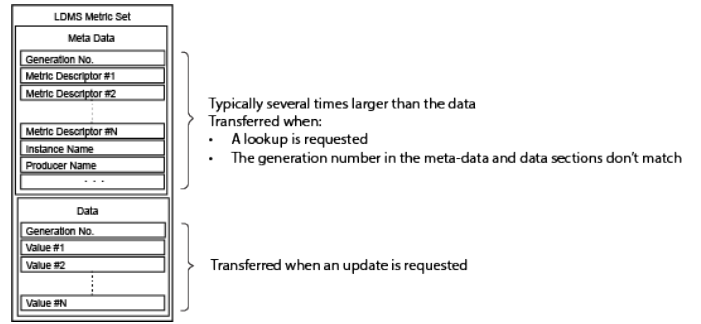 LDMS Metric Set
Meta Data
Generation No.
Metric Descriptor #1
Metric Descriptor #2
Metric Descriptor #N
Instance Name
Producer Name
. . .
Typically several times larger than the data
Transferred when:
• A lookup is requested
• The generation number in the meta-data and data sections don't match
Data
Generation No.
Value #1
Value #2
Value #N
Transferred when an update is requested